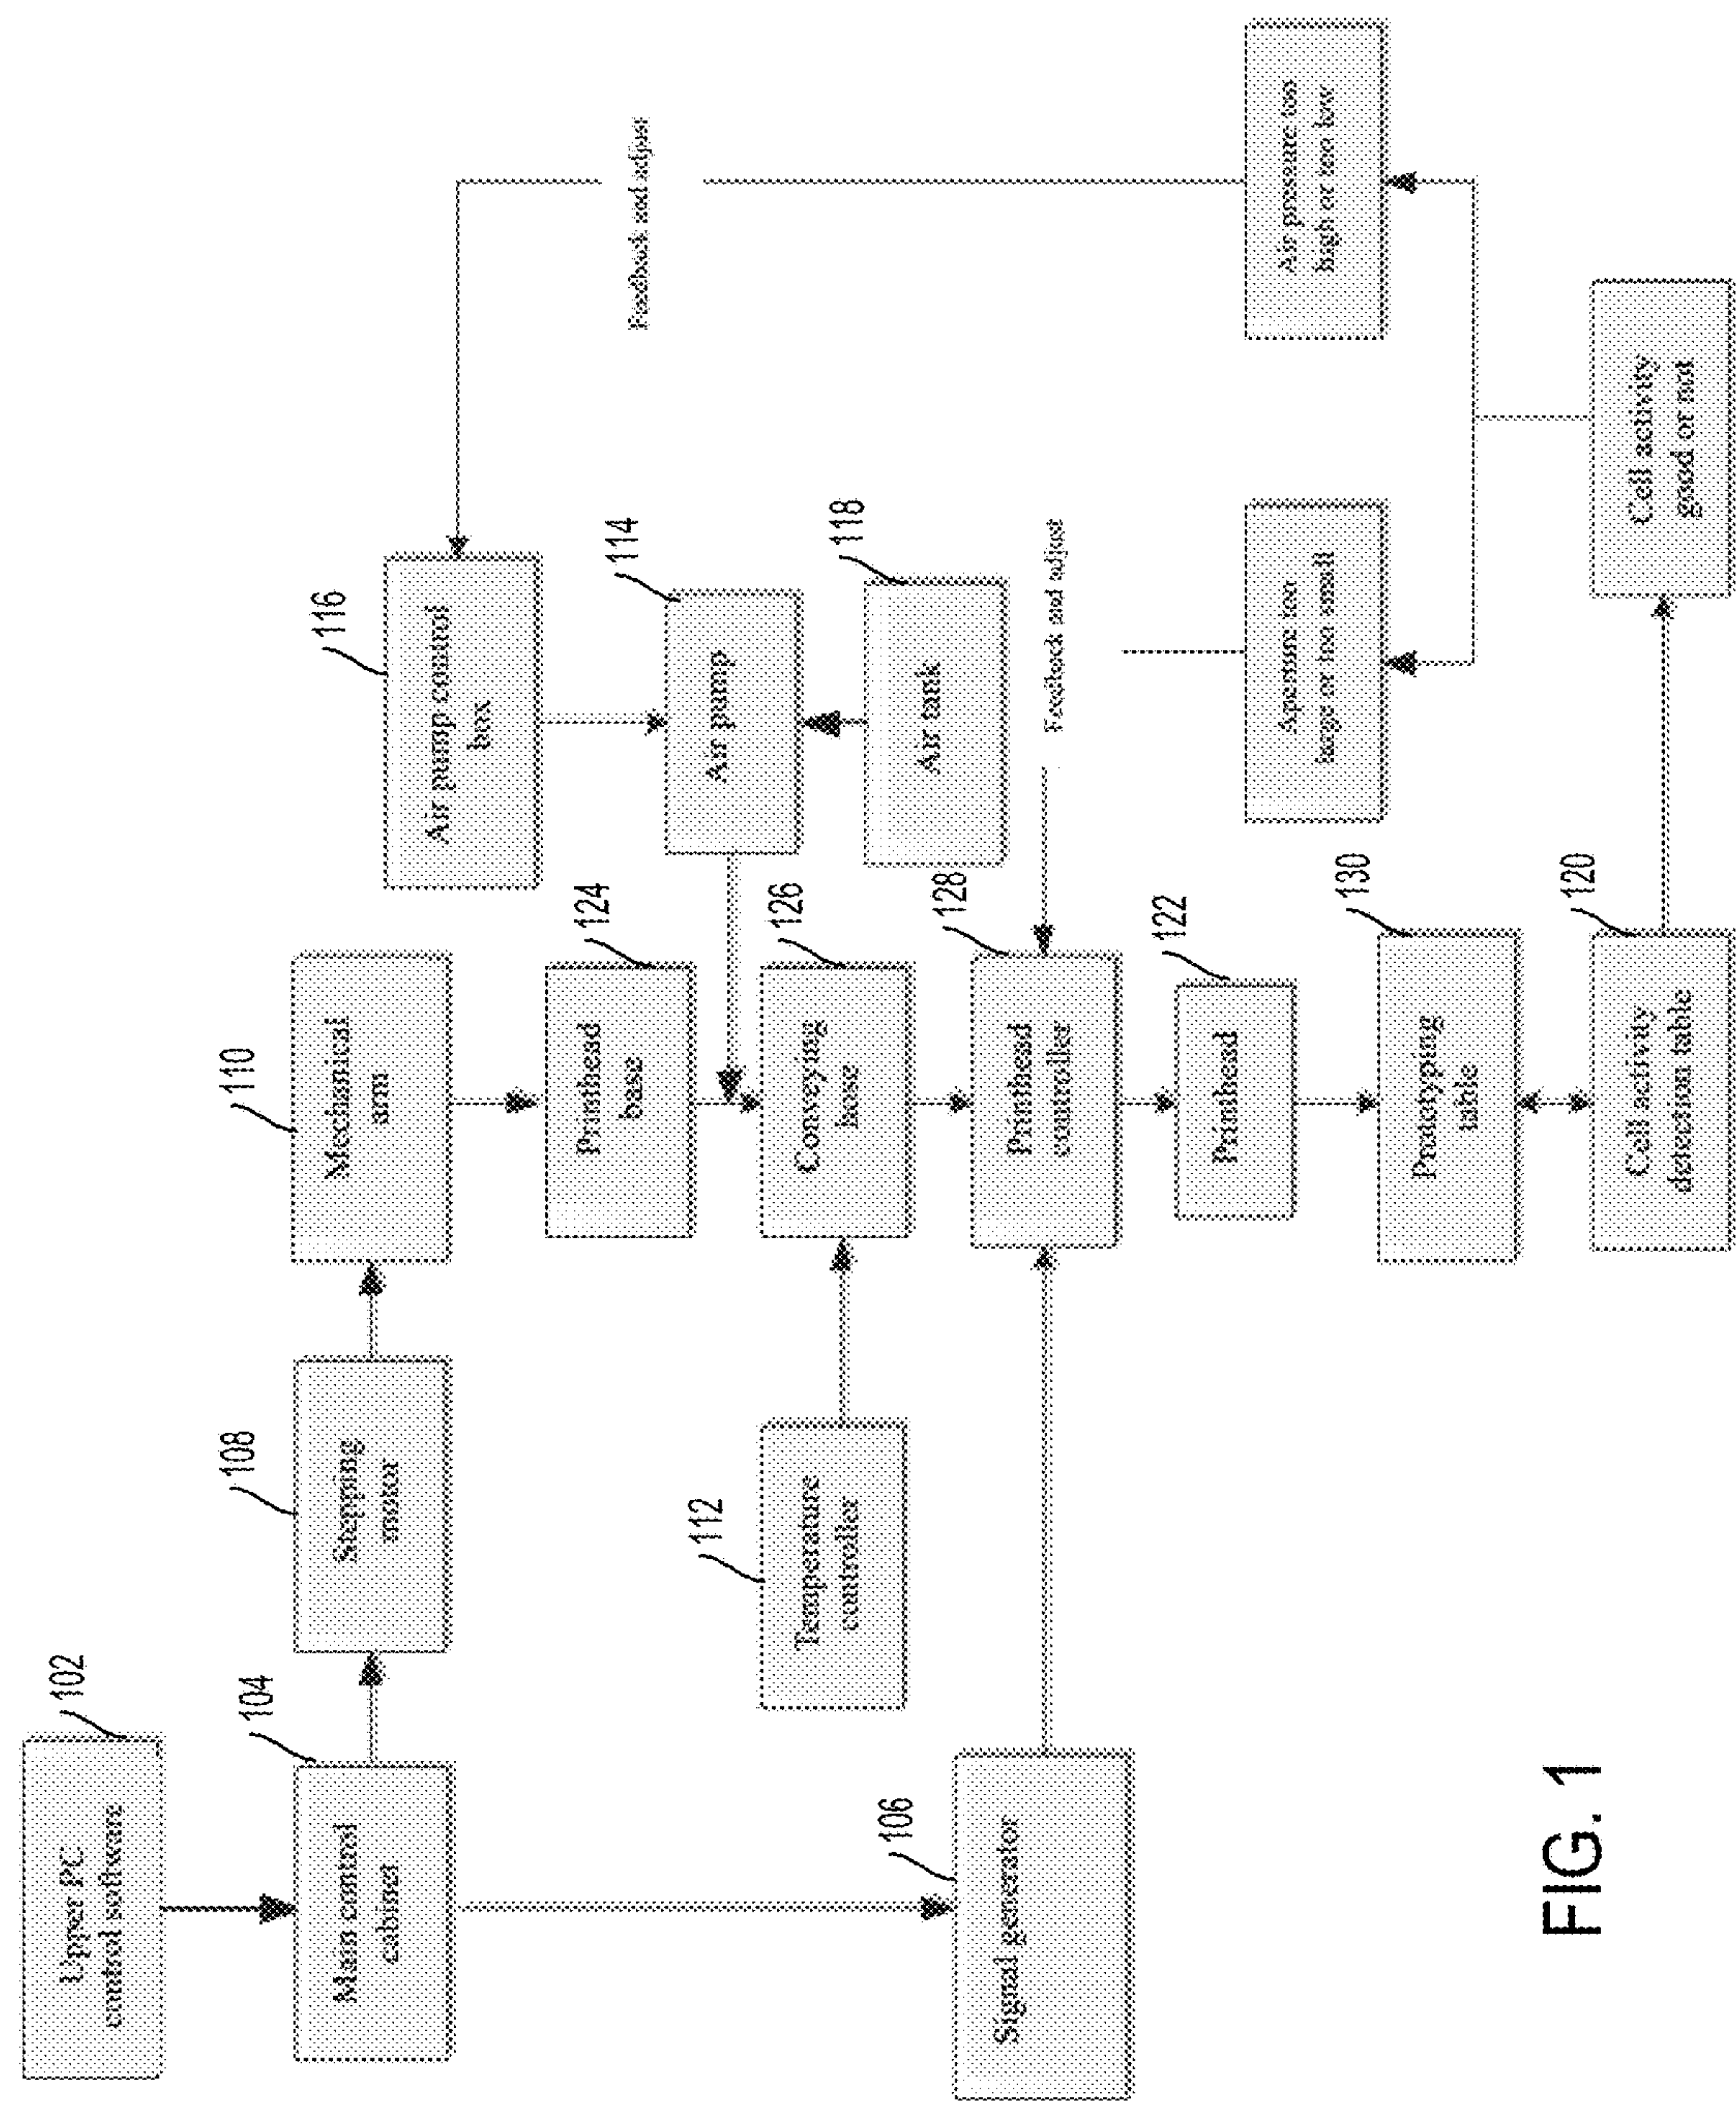 102
Upper PC
control software
104
Main control
cabinet
108
Stepping
motor
110
Mechanical
arm
116
Air pump control
box
Feedback and adjust
124
Printhead
base
114
Air pump
112
Temperature
controller
126
Conveying
hose
118
Air tank
106
Signal generator
128
Printhead
controller
Feedback and adjust
122
Printhead
Aperture too
large or too small
Air pressure too
high or too low
130
Prototyping
table
120
Cell activity
detection table
Cell activity
good or not
FIG. 1